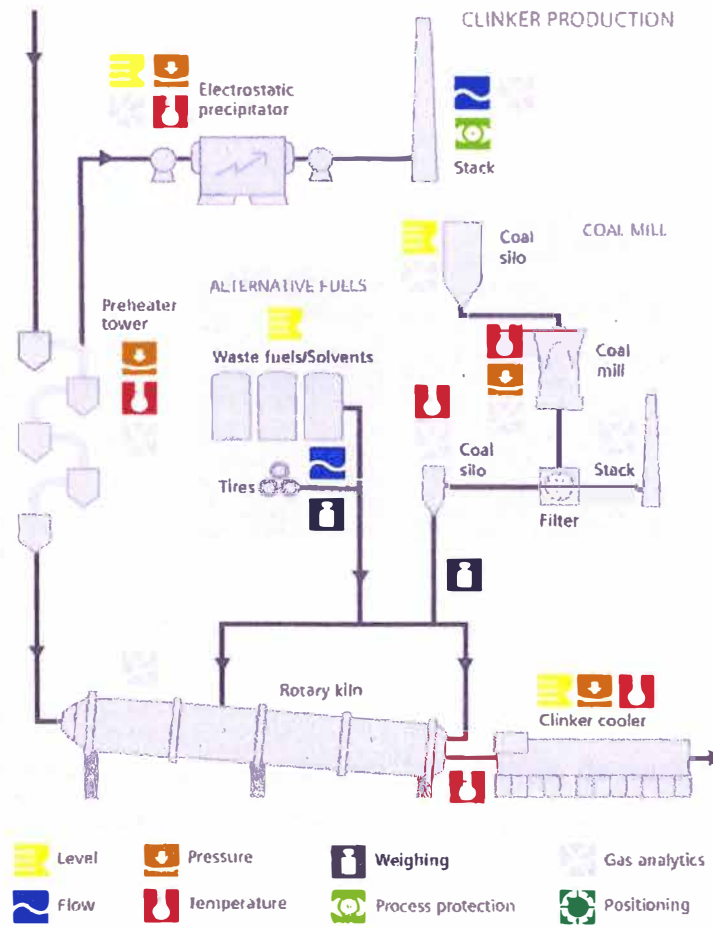 CLINKER PRODUCTION
Electrostatic
precipitator
Stack
Coal
silo
COAL MILL
ALTERNATIVE FUELS
Preheater
tower
Waste fuels/Solvents
Coal
mill
Coal
silo
Stack
Tires
Filter
Rotary kiln
Clinker cooler
Level
Pressure
Weighing
Gas analytics
Flow
Temperature
Process protection
Positioning